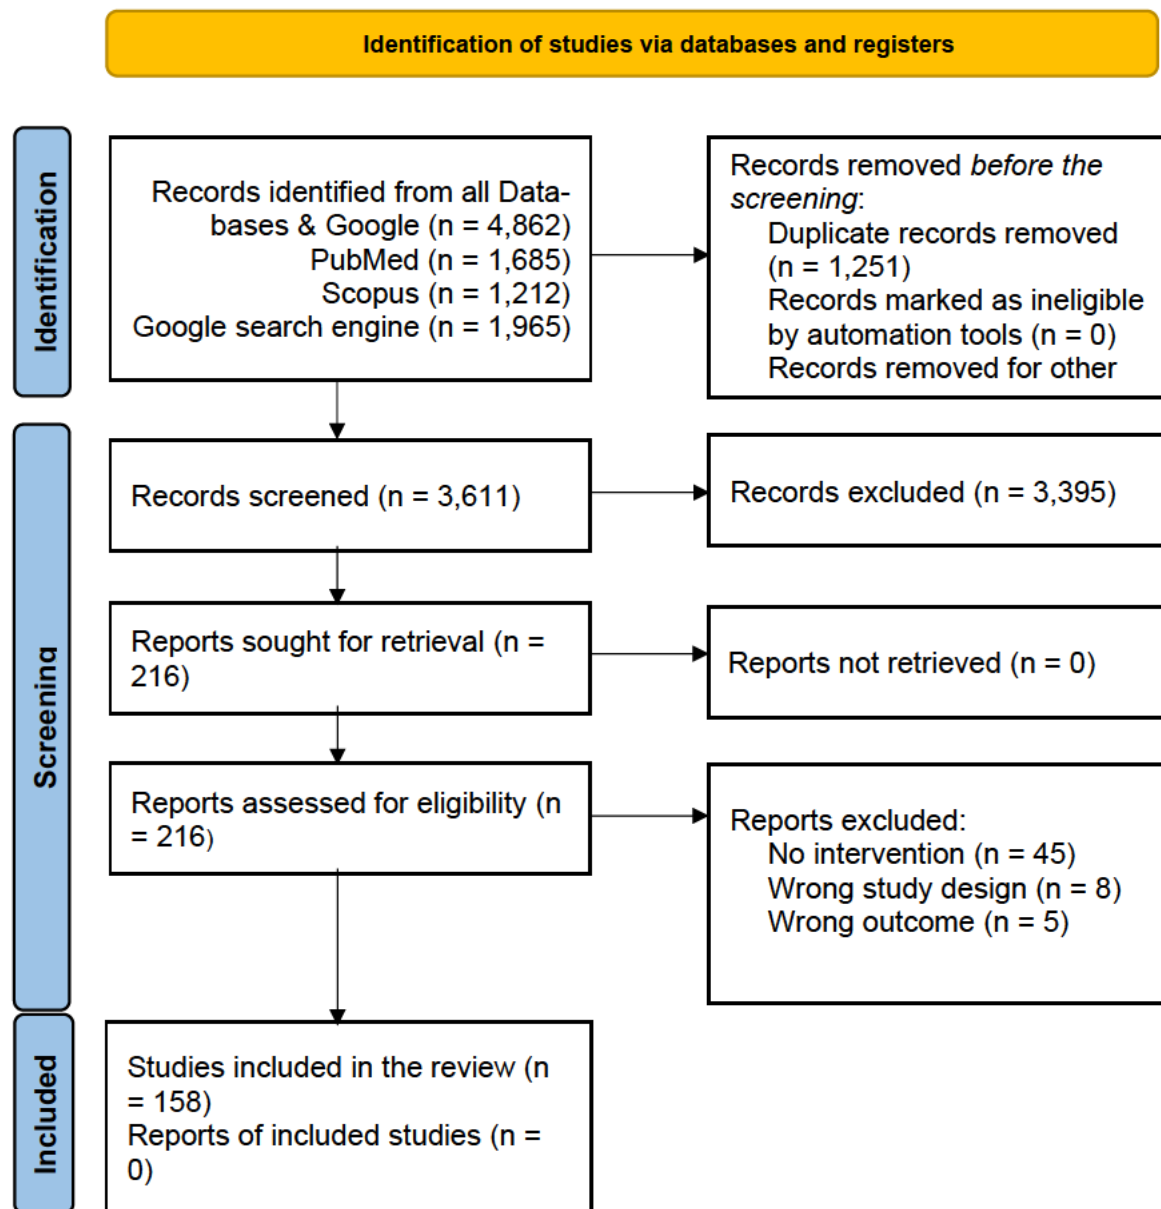 Identification of studies via databases and registers
Identification
Records identified from all Data-
bases & Google (n = 4,862)
PubMed (n = 1,685)
Scopus (n = 1,212)
Google search engine (n = 1,965)
Records removed before the
screening:
Duplicate records removed
(n = 1,251)
Records marked as ineligible
by automation tools (n = 0)
Records removed for other
Screening
Records screened (n = 3,611)
Records excluded (n = 3,395)
Reports sought for retrieval (n =
216)
Reports not retrieved (n = 0)
Reports assessed for eligibility (n
= 216)
Reports excluded:
No intervention (n = 45)
Wrong study design (n = 8)
Wrong outcome (n = 5)
Included
Studies included in the review (n
= 158)
Reports of included studies (n =
0)